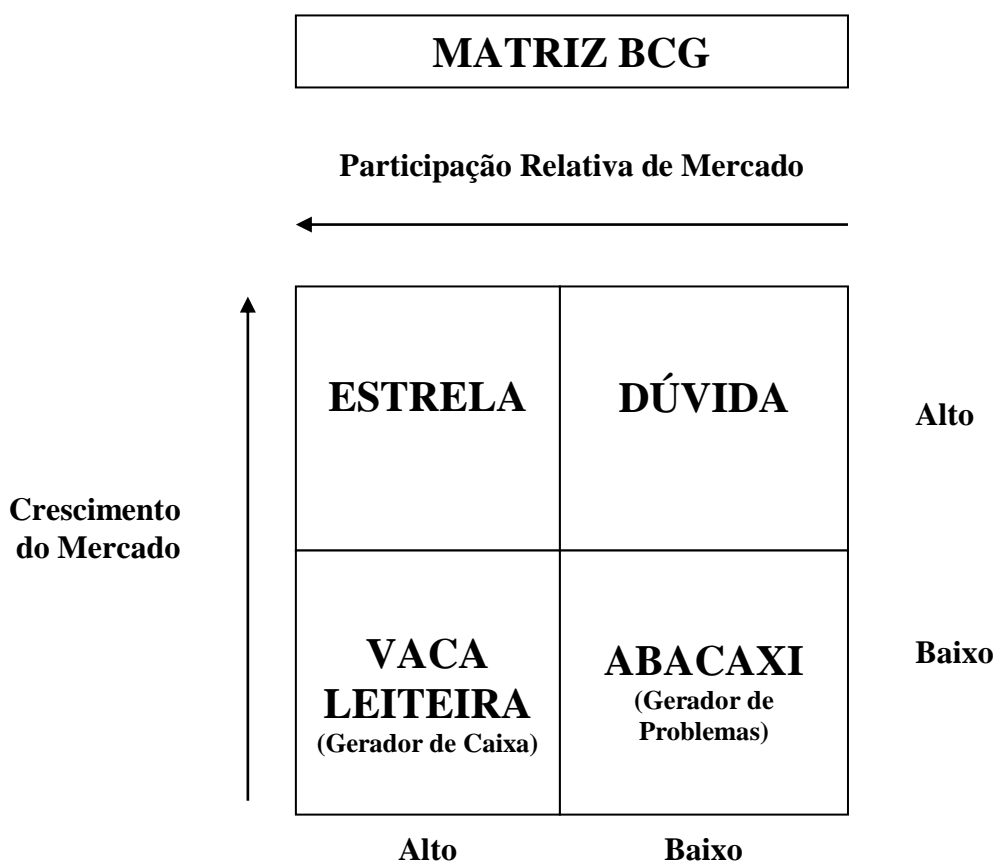 MATRIZ BCG
Participação Relativa de Mercado
ESTRELA
DÚVIDA
Alto
Crescimento
do Mercado
VACA
LEITEIRA
(Gerador de Caixa)
ABACAXI
(Gerador de
Problemas)
Baixo
Alto
Baixo